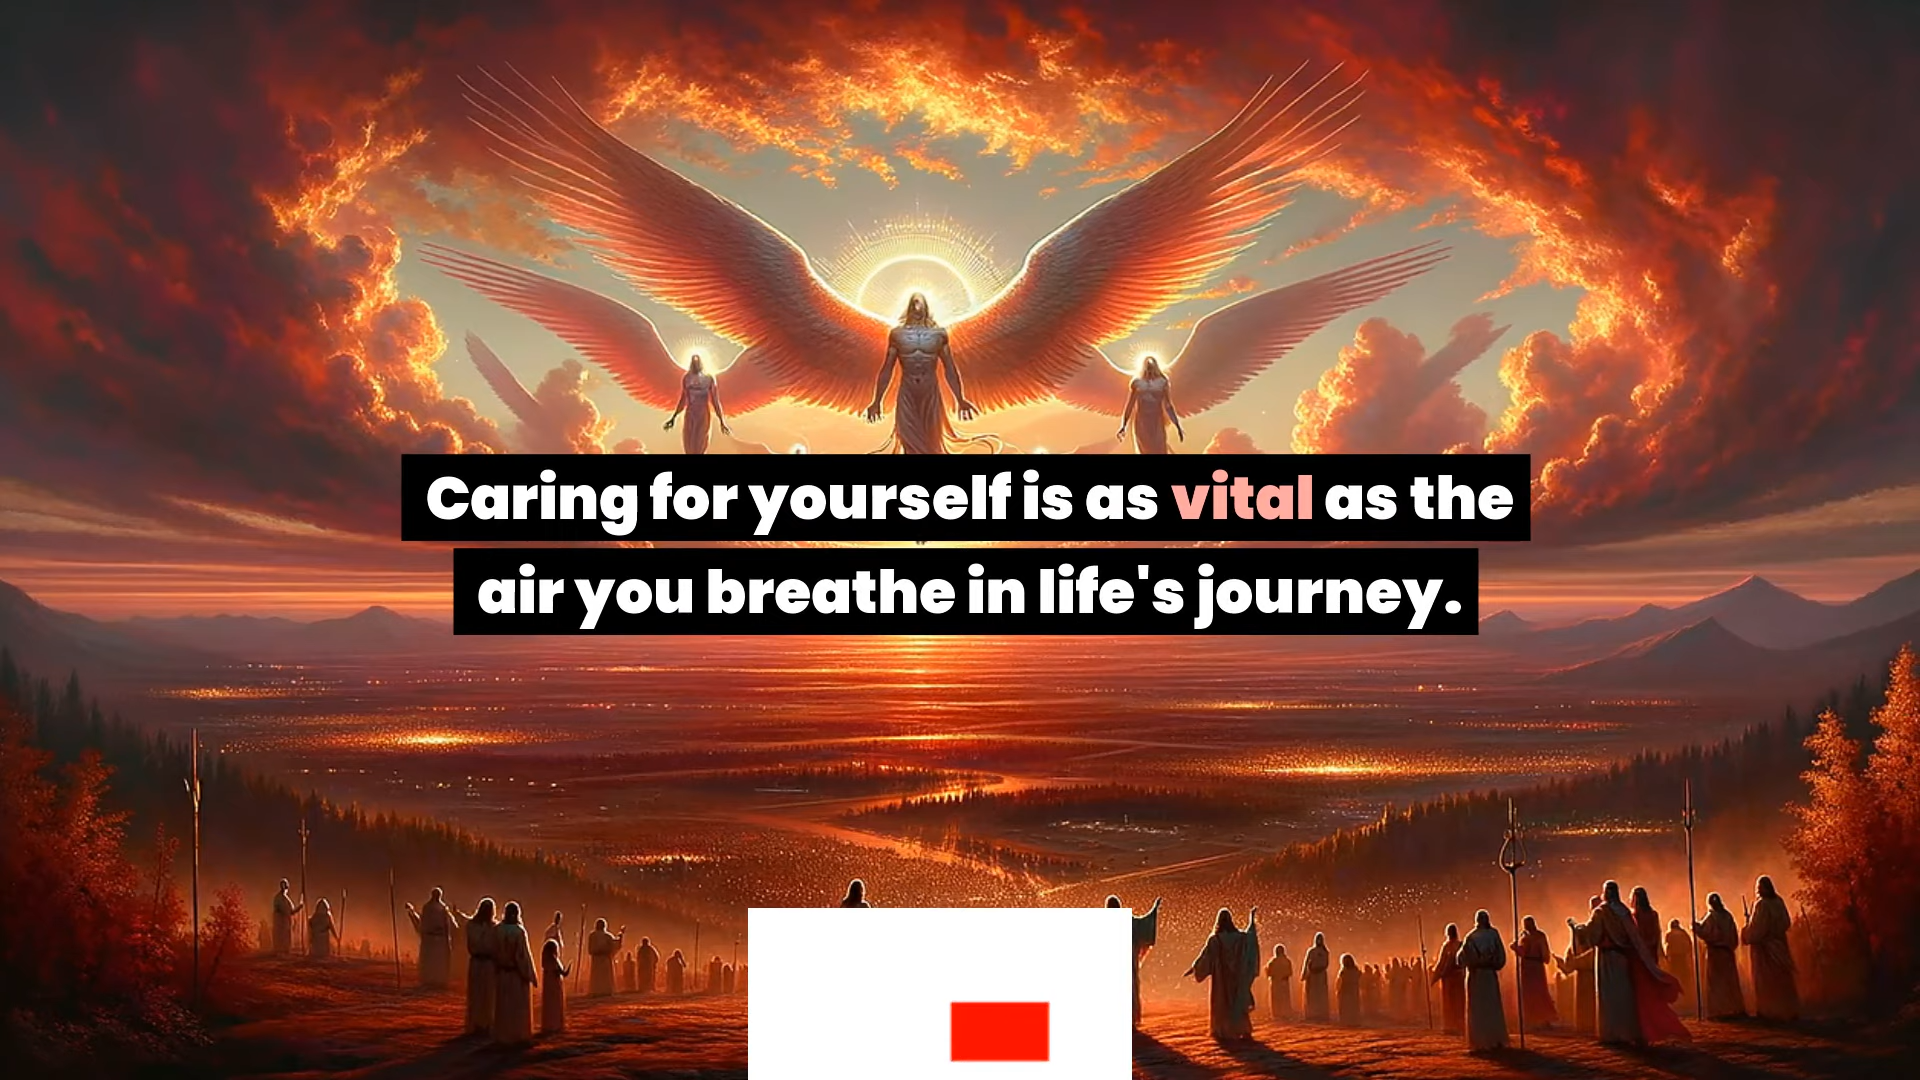 Caring for yourself is as vital as the
air you breathe in life's journey.